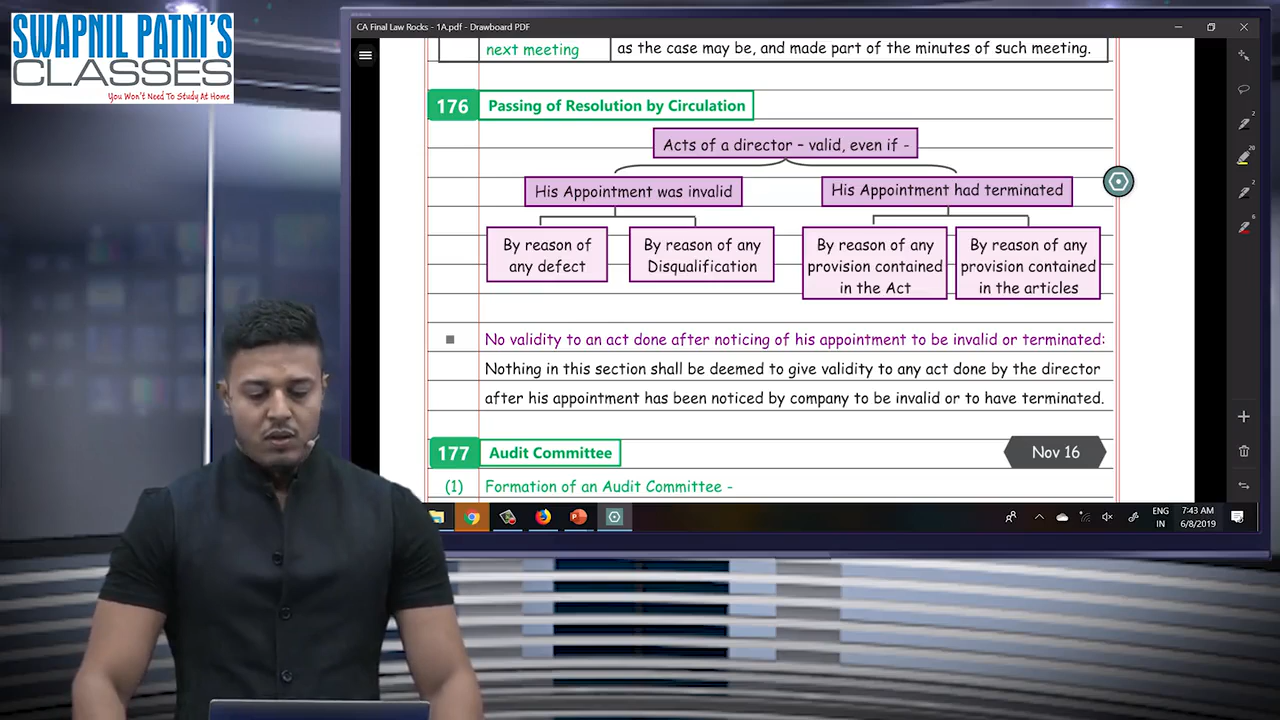 SWAPNIL PATNI'S
CLASSES
You Won't Need To Study At Home
CA Final Law Rocks - 1A.pdf - Drawboard PDF
next meeting
as the case may be, and made part of the minutes of such meeting.
176 Passing of Resolution by Circulation
Acts of a director – valid, even if -
His Appointment was invalid
His Appointment had terminated
By reason of
any defect
By reason of any
Disqualification
By reason of any
provision contained
in the Act
By reason of any
provision contained
in the articles
■ No validity to an act done after noticing of his appointment to be invalid or terminated:
Nothing in this section shall be deemed to give validity to any act done by the director
after his appointment has been noticed by company to be invalid or to have terminated.
177 Audit Committee
Nov 16
(1) Formation of an Audit Committee -
2
20
2
6
ENG
IN
7:43 AM
6/8/2019